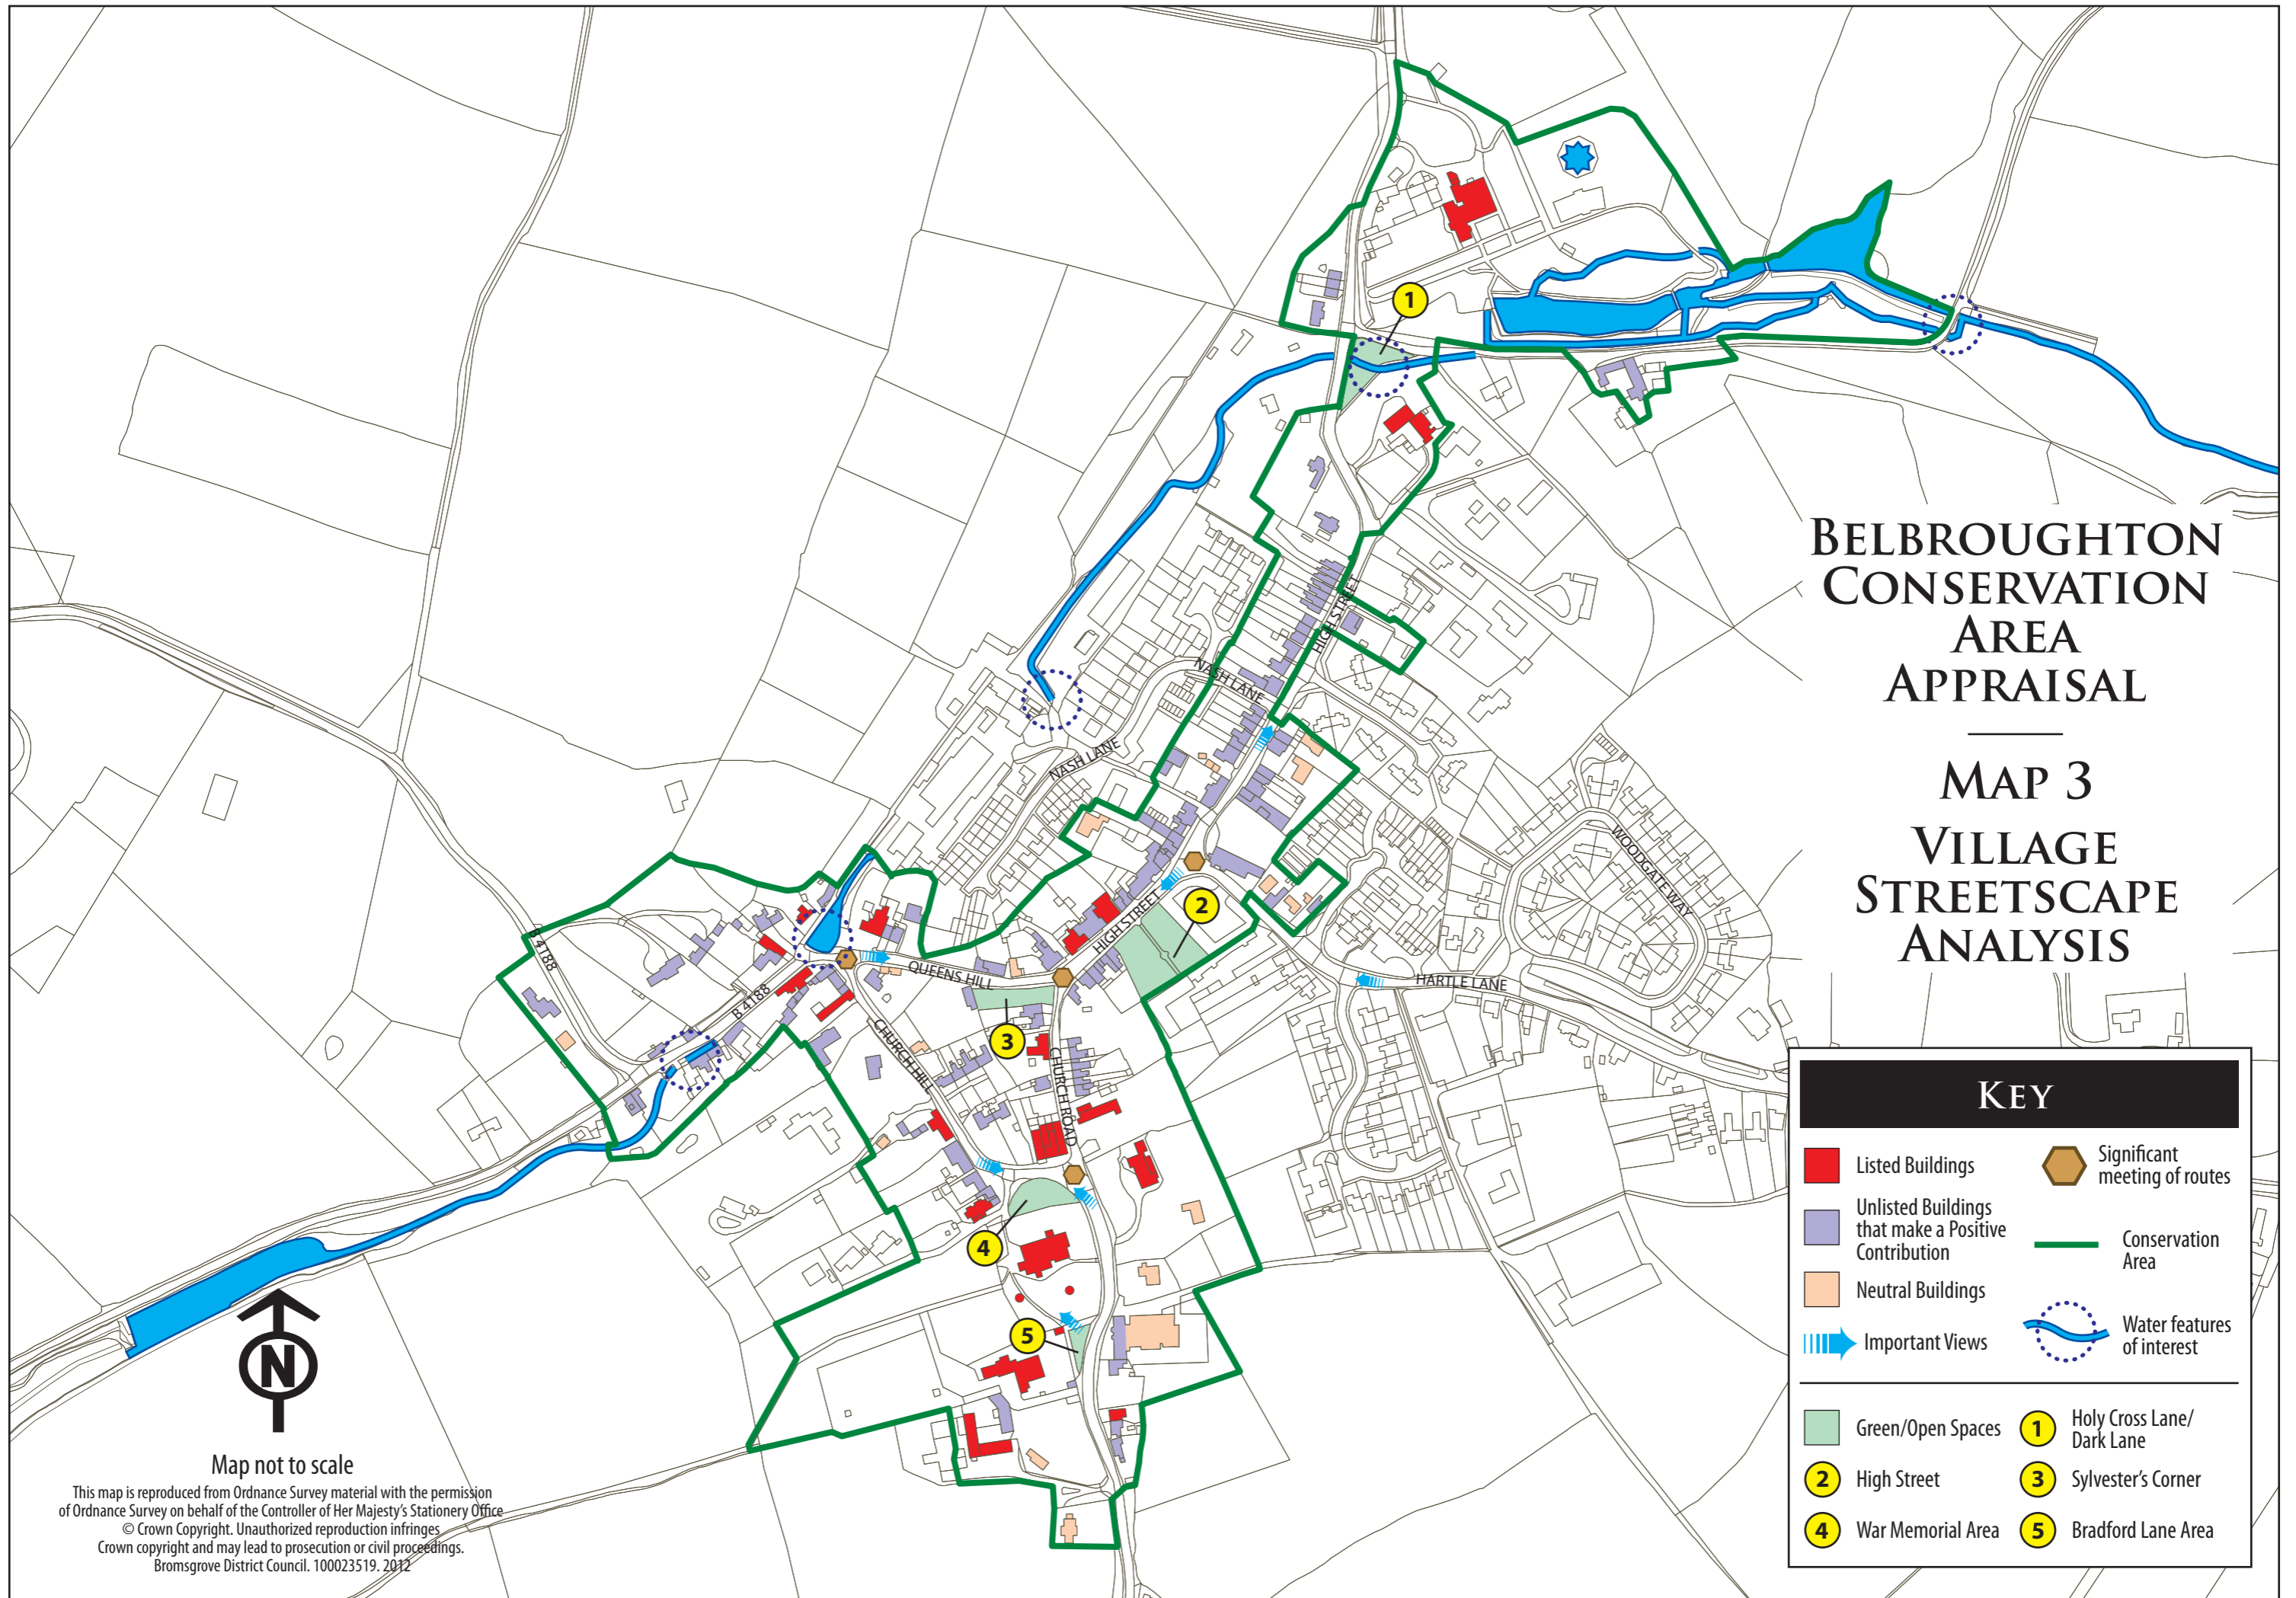 BELBROUGHTON
CONSERVATION
AREA
APPRAISAL
MAP 3
VILLAGE
STREETSCAPE
ANALYSIS
1
HIGH STREET
NASH LANE
NASH LANE
WOODGATE WAY
2
HIGH STREET
B 4188
QUEENS HILL
HARTLE LANE
B 4188
3
CHURCH HILL
CHURCH ROAD
4
5
KEY
Listed Buildings
Significant
meeting of routes
Unlisted Buildings
that make a Positive
Contribution
Conservation
Area
Neutral Buildings
Important Views
Water features
of interest
Green/Open Spaces
1 Holy Cross Lane/
Dark Lane
2 High Street
3 Sylvester's Corner
4 War Memorial Area
5 Bradford Lane Area
N
Map not to scale
This map is reproduced from Ordnance Survey material with the permission
of Ordnance Survey on behalf of the Controller of Her Majesty's Stationery Office
© Crown Copyright. Unauthorized reproduction infringes
Crown copyright and may lead to prosecution or civil proceedings.
Bromsgrove District Council. 100023519. 2012